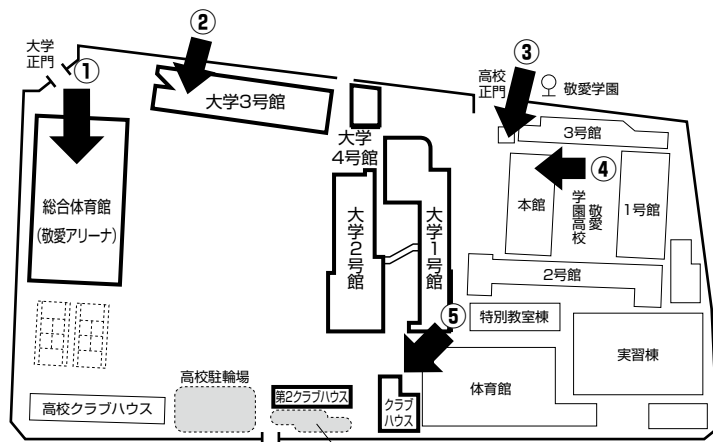 大学
正門
①
②
③
高校
正門
敬愛学園
大学3号館
3号館
大学
4号館
④
総合体育館
(敬愛アリーナ)
本館
敬愛
学園高校
1号館
大学2号館
大学1号館
2号館
⑤
特別教室棟
実習棟
高校駐輪場
体育館
高校クラブハウス
第2クラブハウス
クラブ
ハウス